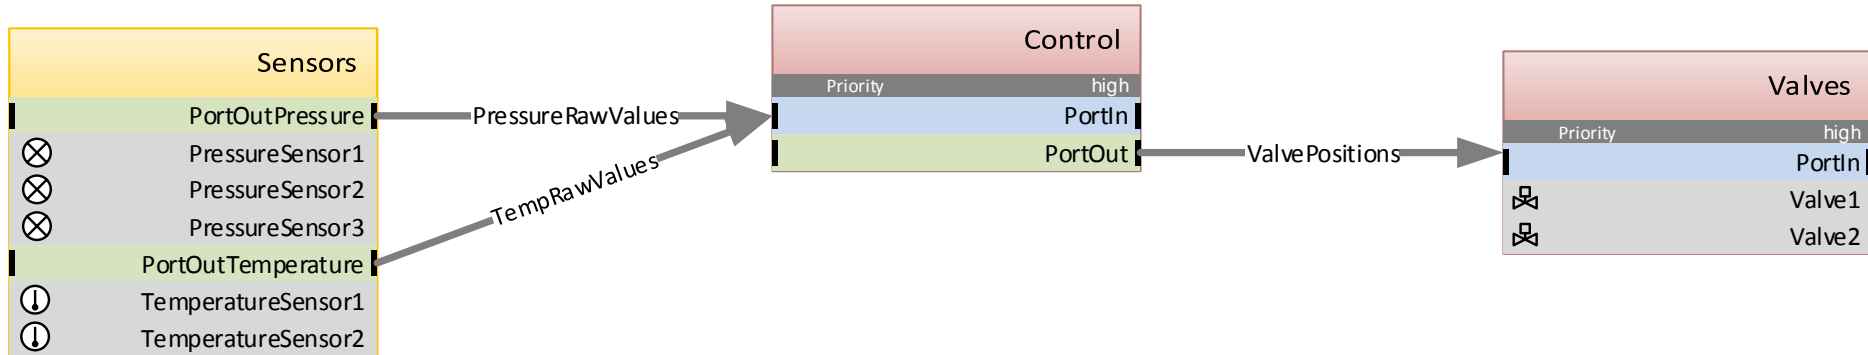 Sensors
PortOutPressure
PressureSensor1
PressureSensor2
PressureSensor3
PortOutTemperature
TemperatureSensor1
TemperatureSensor2
PressureRawValues
TempRawValues
Control
Priority high
PortIn
PortOut
ValvePositions
Valves
Priority high
PortIn
Valve1
Valve2